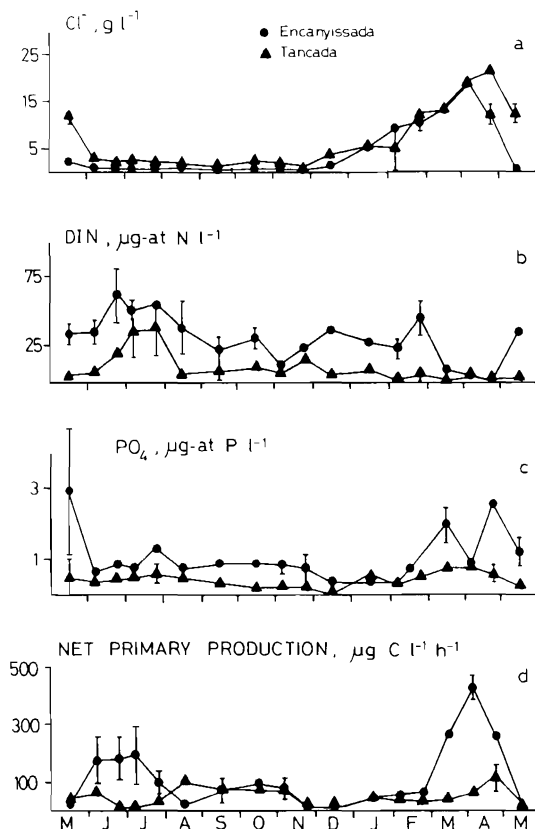 Cl⁻, g l⁻¹
● Encanyissada
▲ Tancada
a
25
15
5
DIN, µg-at N l⁻¹
b
75
25
PO₄, µg-at P l⁻¹
c
3
1
NET PRIMARY PRODUCTION, µg C l⁻¹ h⁻¹
d
500
300
100
M J J A S O N D J F M A M